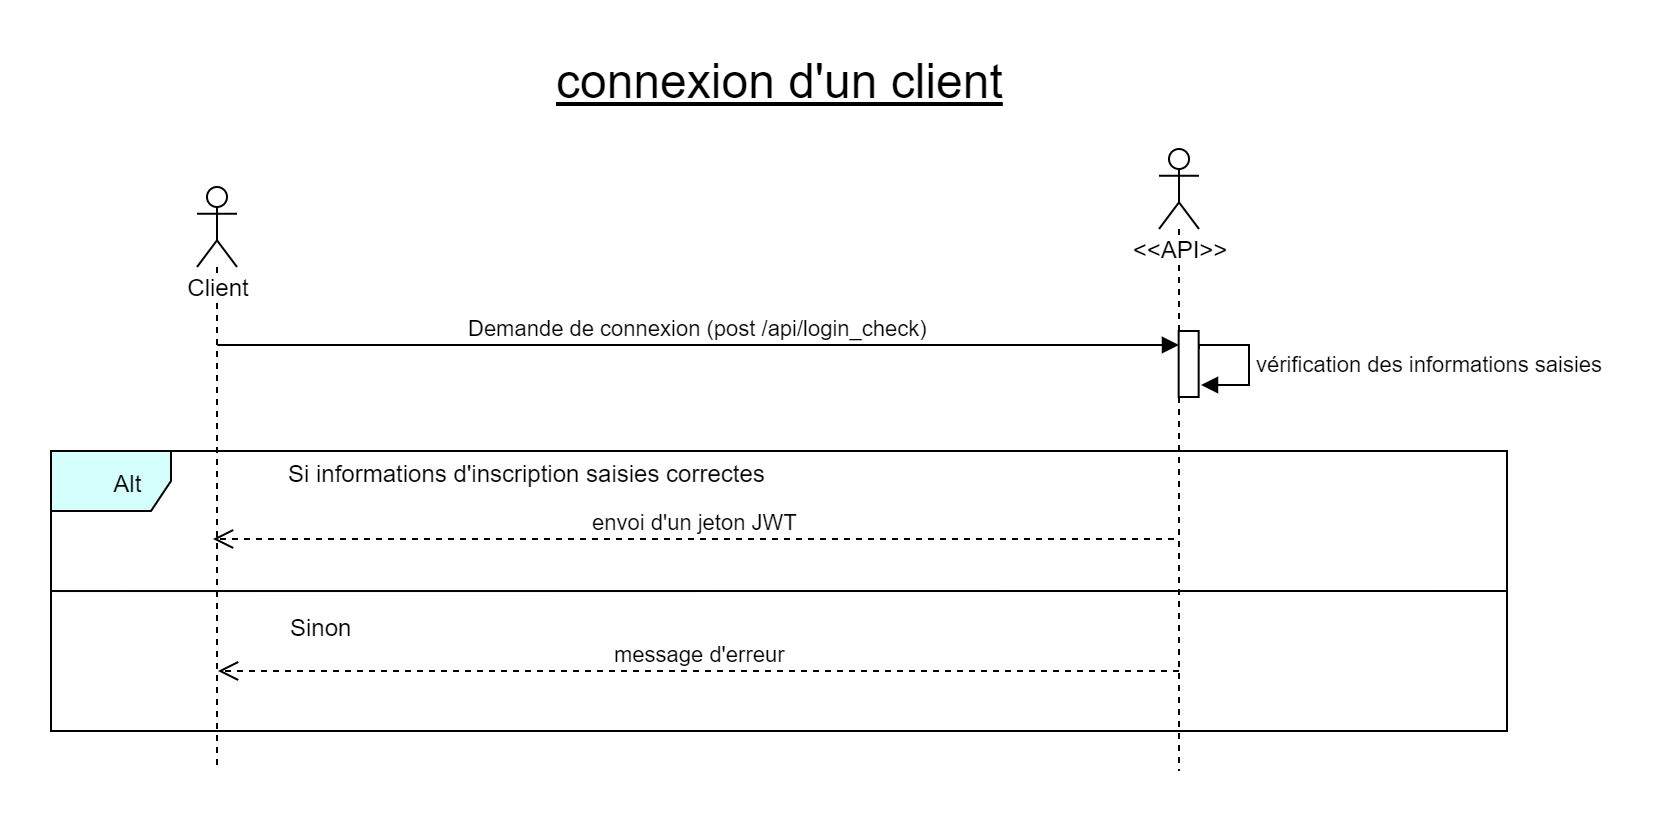 connexion d'un client
<<API>>
Client
Demande de connexion (post /api/login_check)
vérification des informations saisies
Alt
Si informations d'inscription saisies correctes
envoi d'un jeton JWT
Sinon
message d'erreur